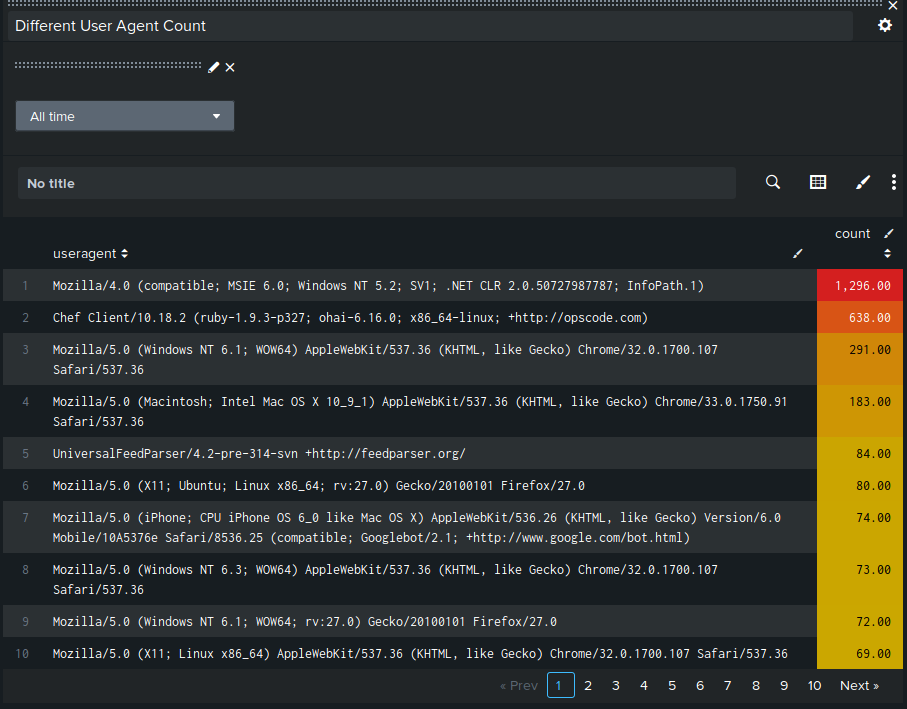 Different User Agent Count
All time
No title
count
useragent
1 Mozilla/4.0 (compatible; MSIE 6.0; Windows NT 5.2; SV1; .NET CLR 2.0.50727987787; InfoPath.1) 1,296.00
2 Chef Client/10.18.2 (ruby-1.9.3-p327; ohai-6.16.0; x86_64-linux; +http://opscode.com) 638.00
3 Mozilla/5.0 (Windows NT 6.1; WOW64) AppleWebKit/537.36 (KHTML, like Gecko) Chrome/32.0.1700.107 291.00
Safari/537.36
4 Mozilla/5.0 (Macintosh; Intel Mac OS X 10_9_1) AppleWebKit/537.36 (KHTML, like Gecko) Chrome/33.0.1750.91 183.00
Safari/537.36
5 UniversalFeedParser/4.2-pre-314-svn +http://feedparser.org/ 84.00
6 Mozilla/5.0 (X11; Ubuntu; Linux x86_64; rv:27.0) Gecko/20100101 Firefox/27.0 80.00
7 Mozilla/5.0 (iPhone; CPU iPhone OS 6_0 like Mac OS X) AppleWebKit/536.26 (KHTML, like Gecko) Version/6.0 74.00
Mobile/10A5376e Safari/8536.25 (compatible; Googlebot/2.1; +http://www.google.com/bot.html)
8 Mozilla/5.0 (Windows NT 6.3; WOW64) AppleWebKit/537.36 (KHTML, like Gecko) Chrome/32.0.1700.107 73.00
Safari/537.36
9 Mozilla/5.0 (Windows NT 6.1; WOW64; rv:27.0) Gecko/20100101 Firefox/27.0 72.00
10 Mozilla/5.0 (X11; Linux x86_64) AppleWebKit/537.36 (KHTML, like Gecko) Chrome/32.0.1700.107 Safari/537.36 69.00
« Prev 1 2 3 4 5 6 7 8 9 10 Next »